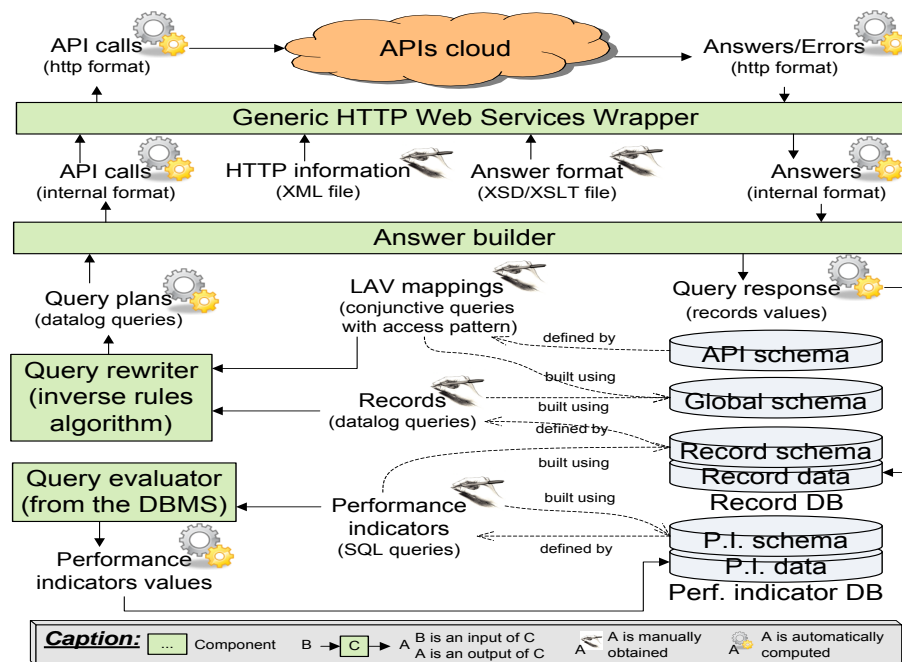 API calls
(http format)
APIs cloud
Answers/Errors
(http format)
Generic HTTP Web Services Wrapper
API calls
(internal format)
HTTP information
(XML file)
Answer format
(XSD/XSLT file)
Answers
(internal format)
Answer builder
Query plans
(datalog queries)
LAV mappings
(conjunctive queries
with access pattern)
Query response
(records values)
defined by
API schema
Query rewriter
(inverse rules
algorithm)
built using
Global schema
Records
(datalog queries)
built using
defined by
Record schema
Record data
Record DB
built using
Query evaluator
(from the DBMS)
Performance
indicators
(SQL queries)
built using
defined by
P.I. schema
P.I. data
Perf. indicator DB
Performance
indicators values
Caption:
... Component
B C A
B is an input of C
A is an output of C
A A is manually
obtained
A A is automatically
computed